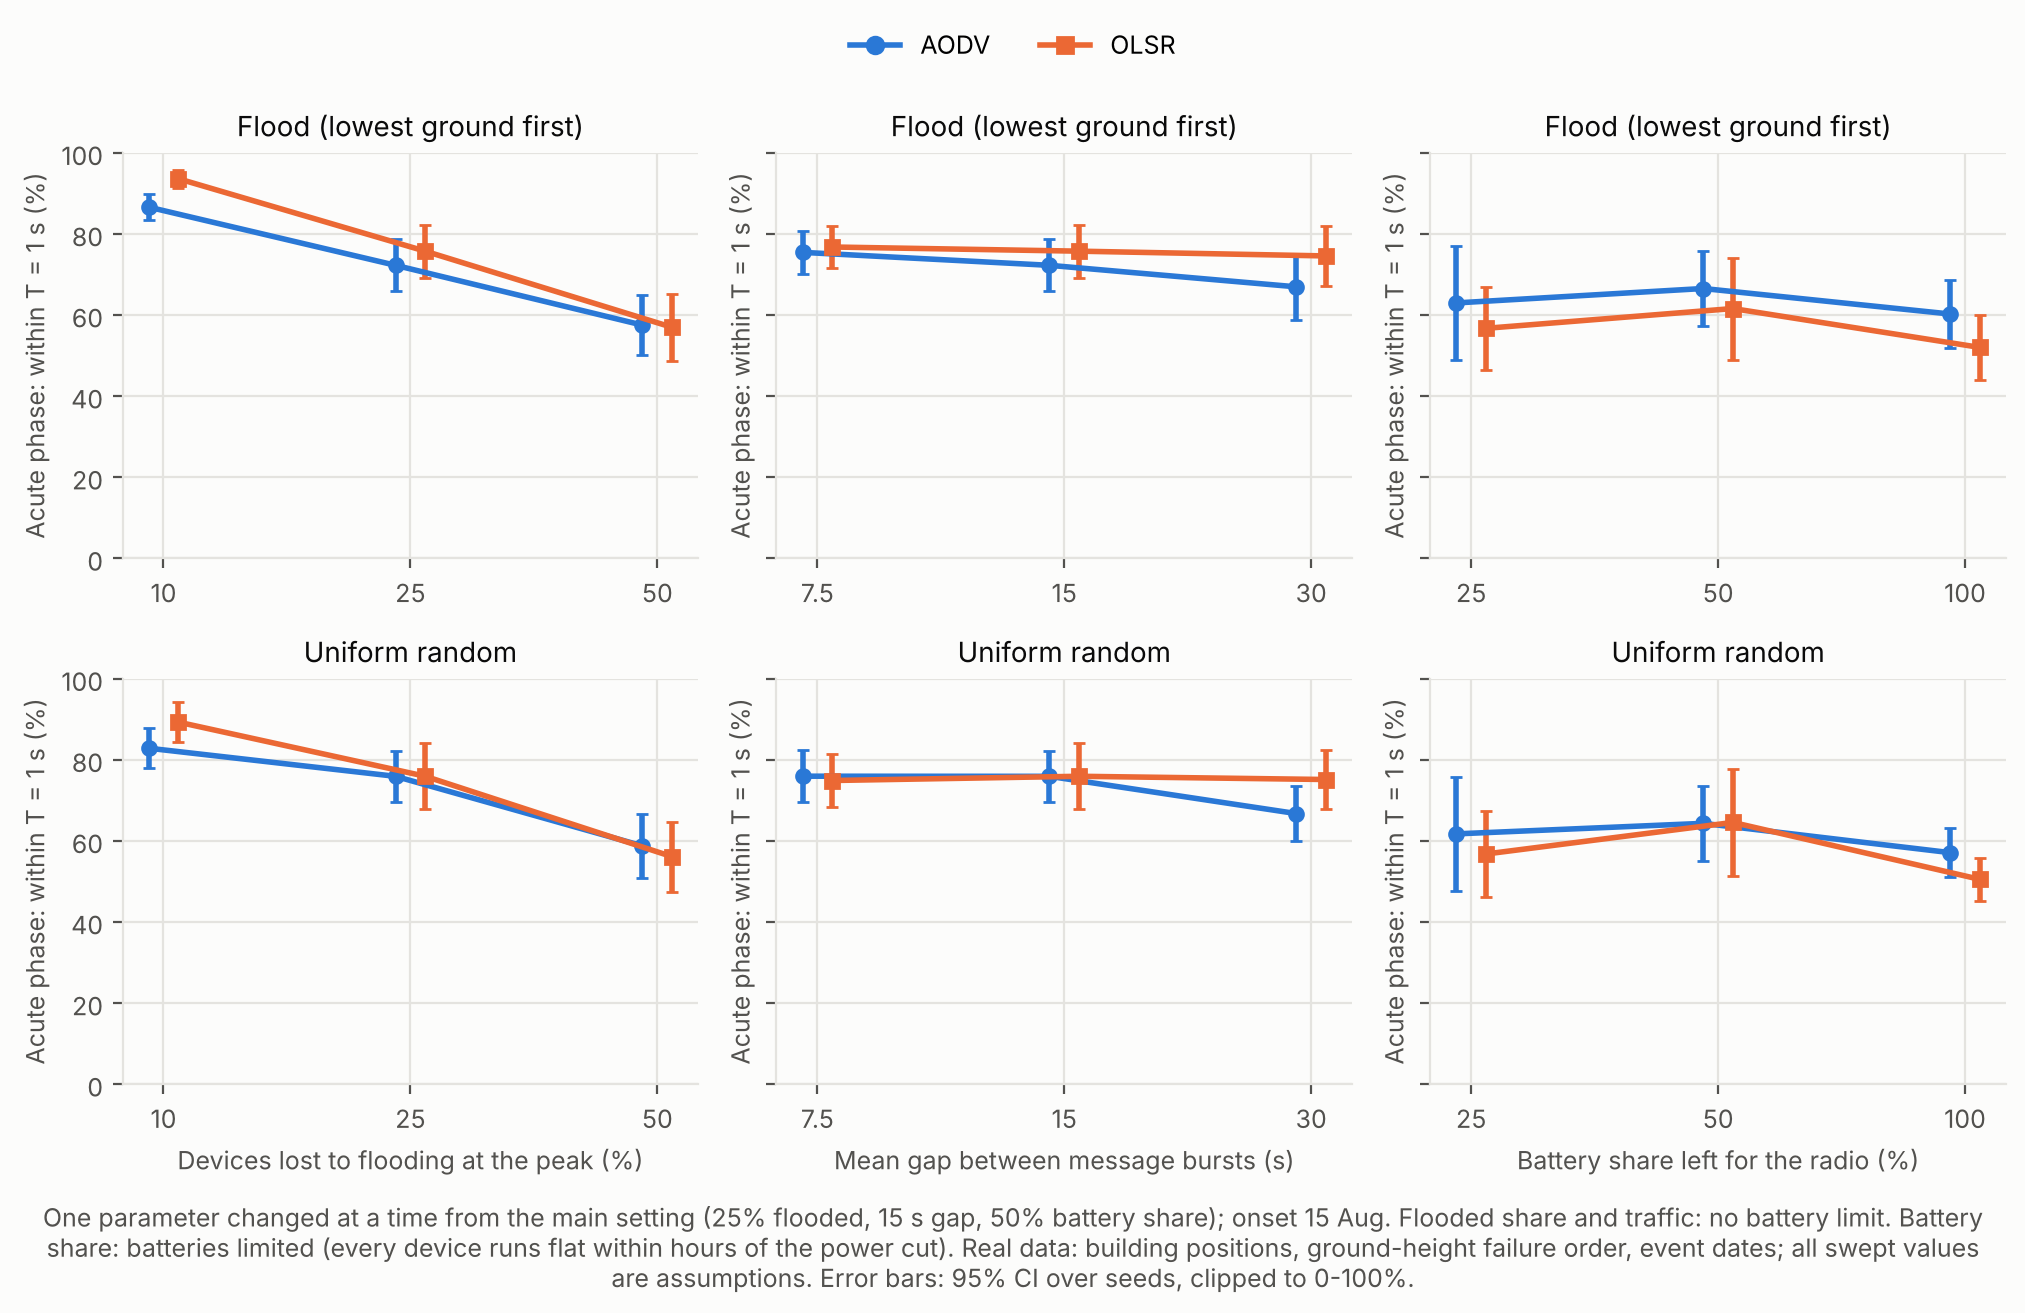 AODV OLSR
Flood (lowest ground first) Flood (lowest ground first) Flood (lowest ground first)
Acute phase: within T = 1 s (%) Acute phase: within T = 1 s (%) Acute phase: within T = 1 s (%)
100
80
60
40
20
0
10 25 50 7.5 15 30 25 50 100
Uniform random Uniform random Uniform random
Acute phase: within T = 1 s (%) Acute phase: within T = 1 s (%) Acute phase: within T = 1 s (%)
100
80
60
40
20
0
10 25 50 7.5 15 30 25 50 100
Devices lost to flooding at the peak (%) Mean gap between message bursts (s) Battery share left for the radio (%)
One parameter changed at a time from the main setting (25% flooded, 15 s gap, 50% battery share); onset 15 Aug. Flooded share and traffic: no battery limit. Battery
share: batteries limited (every device runs flat within hours of the power cut). Real data: building positions, ground-height failure order, event dates; all swept values
are assumptions. Error bars: 95% CI over seeds, clipped to 0-100%.